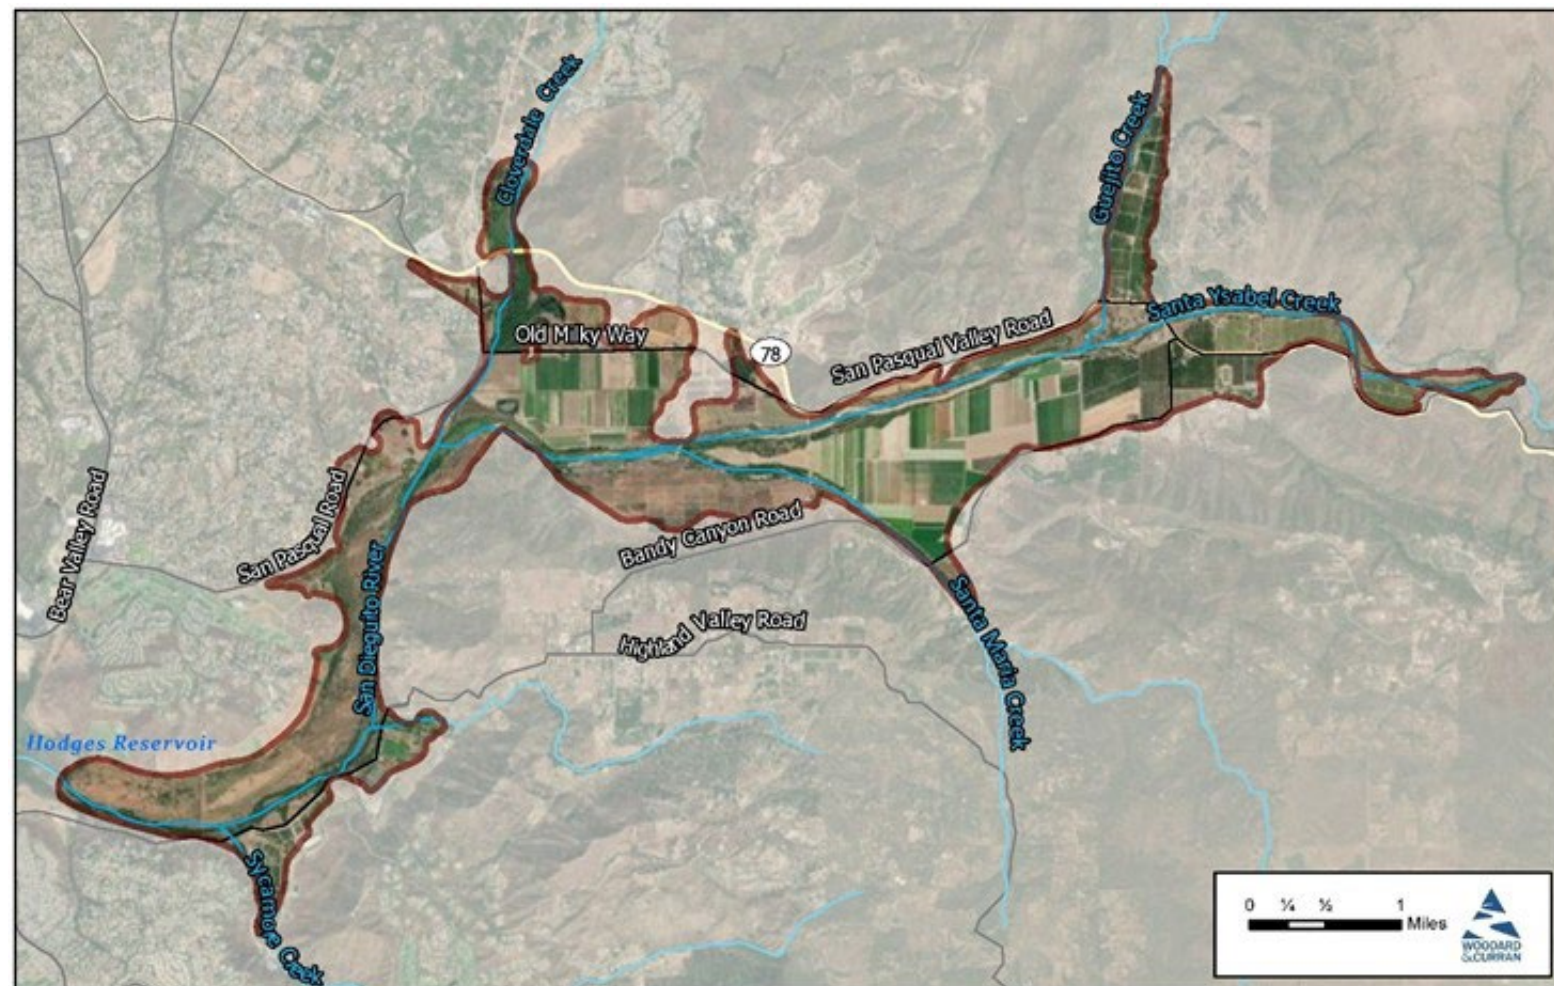 Cloverdale Creek
Guejito Creek
Santa Ysabel Creek
Old Milky Way
San Pasqual Valley Road
78
Bear Valley Road
San Pasqual Road
Bandy Canyon Road
Highland Valley Road
San Dieguito River
Santa Maria Creek
Hodges Reservoir
Sycamore Ceek
0 ¼ ½ 1
Miles
WOODARD
&CURRAN